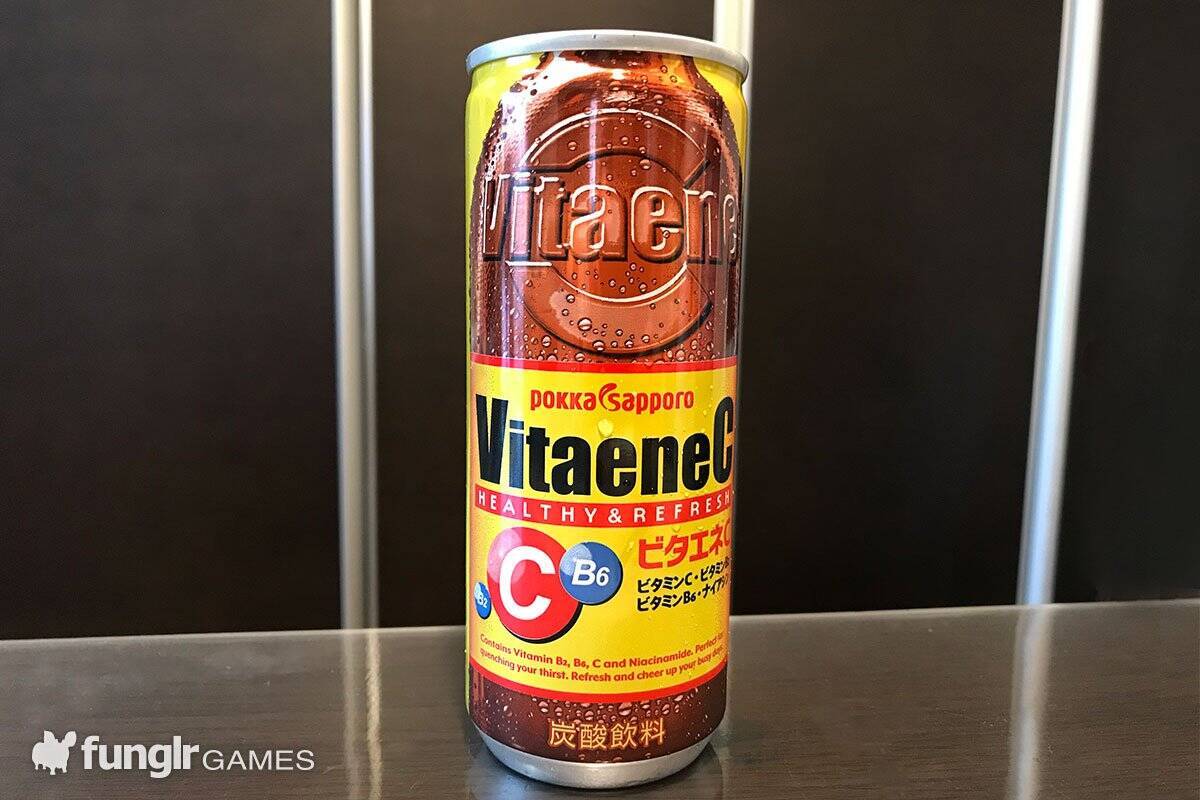 Vitaene
POKKA Sapporo
VitaeneC
HEALTHY & REFRESH
C
B6
B2
ビタエネC
ビタミンC・ビタミン
ビタミンB6・ナイアシン
Contains Vitamin B2, B6, C and Niacinamide. Perfect for
quenching your thirst. Refresh and cheer up your busy days.
炭酸飲料
funglr GAMES